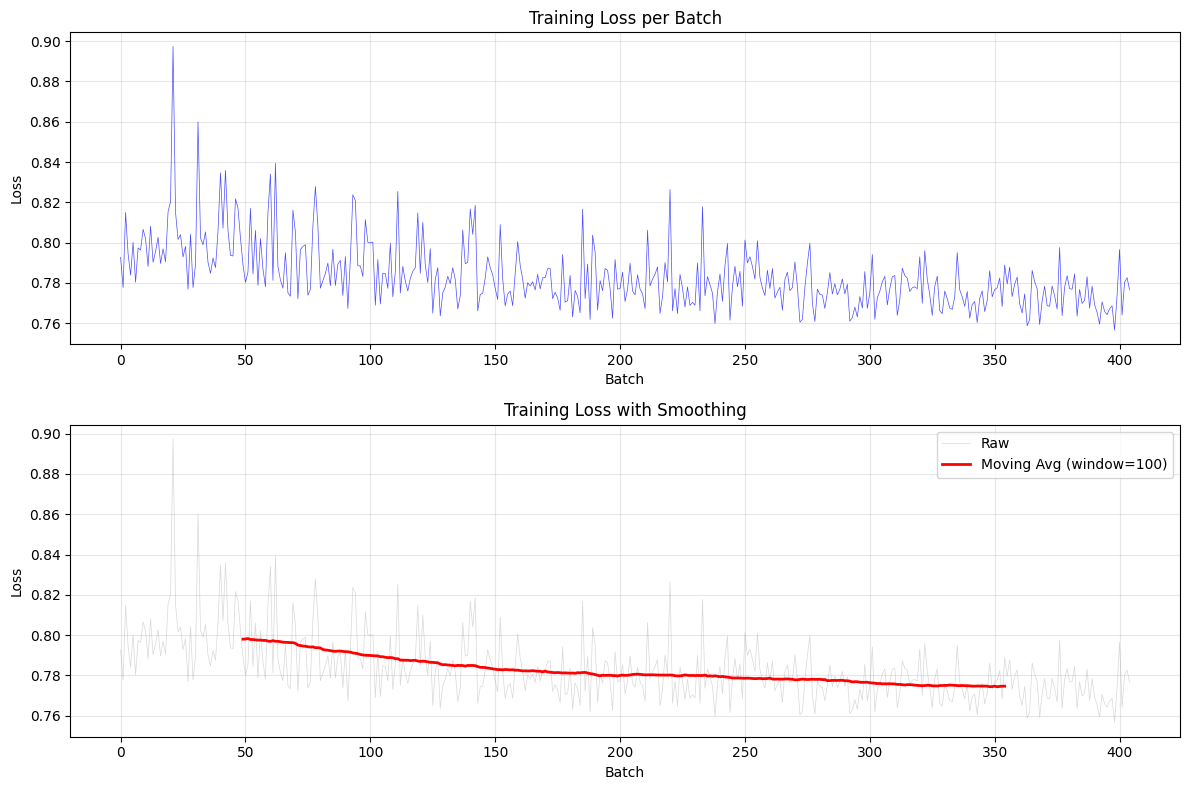 Training Loss per Batch
0.90
0.88
0.86
0.84
0.82
0.80
0.78
0.76
Loss
0 50 100 150 200 250 300 350 400
Batch
Training Loss with Smoothing
0.90
0.88
0.86
0.84
0.82
0.80
0.78
0.76
Loss
Raw
Moving Avg (window=100)
0 50 100 150 200 250 300 350 400
Batch